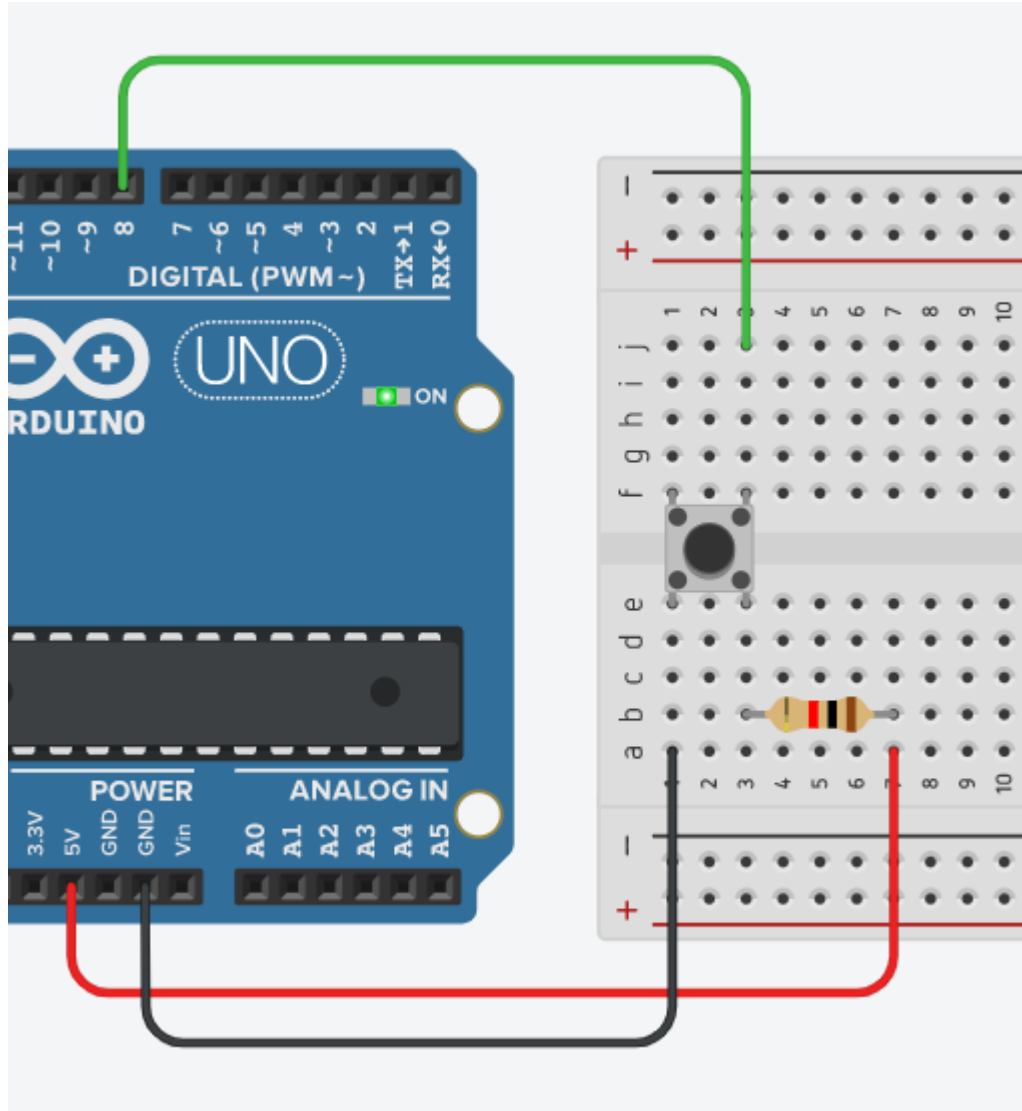 ~11 ~10 ~9 8 7 ~6 ~5 4 ~3 2 TX→1 RX←0
DIGITAL (PWM~)
UNO
ON
RDUINO
POWER ANALOG IN
3.3V 5V GND GND Vin A0 A1 A2 A3 A4 A5
− +
1 2 3 4 5 6 7 8 9 10
j
i
h
g
f
e
d
c
b
a
1 2 3 4 5 6 7 8 9 10
− +